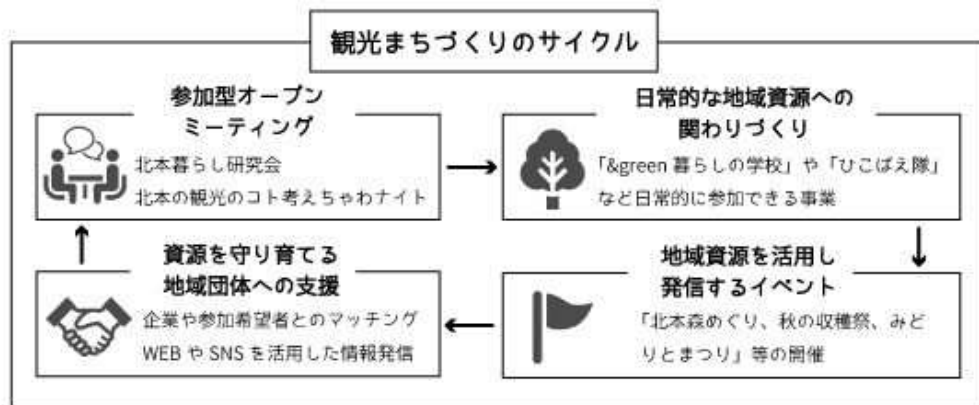 観光まちづくりのサイクル
参加型オープン
ミーティング
北本暮らし研究会
北本の観光のコト考えちゃわナイト
日常的な地域資源への
関わりづくり
「&green 暮らしの学校」や「ひこばえ隊」
など日常的に参加できる事業
地域資源を活用し
発信するイベント
「北本森めぐり、秋の収穫祭、みど
りとまつり」等の開催
資源を守り育てる
地域団体への支援
企業や参加希望者とのマッチング
WEB や SNS を活用した情報発信